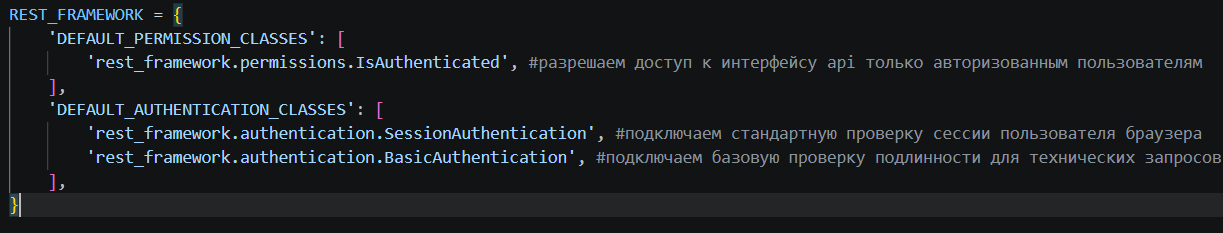 REST_FRAMEWORK = {
    'DEFAULT_PERMISSION_CLASSES': [
        'rest_framework.permissions.IsAuthenticated', #разрешаем доступ к интерфейсу api только авторизованным пользователям
    ],
    'DEFAULT_AUTHENTICATION_CLASSES': [
        'rest_framework.authentication.SessionAuthentication', #подключаем стандартную проверку сессии пользователя браузера
        'rest_framework.authentication.BasicAuthentication', #подключаем базовую проверку подлинности для технических запросов
    ],
}